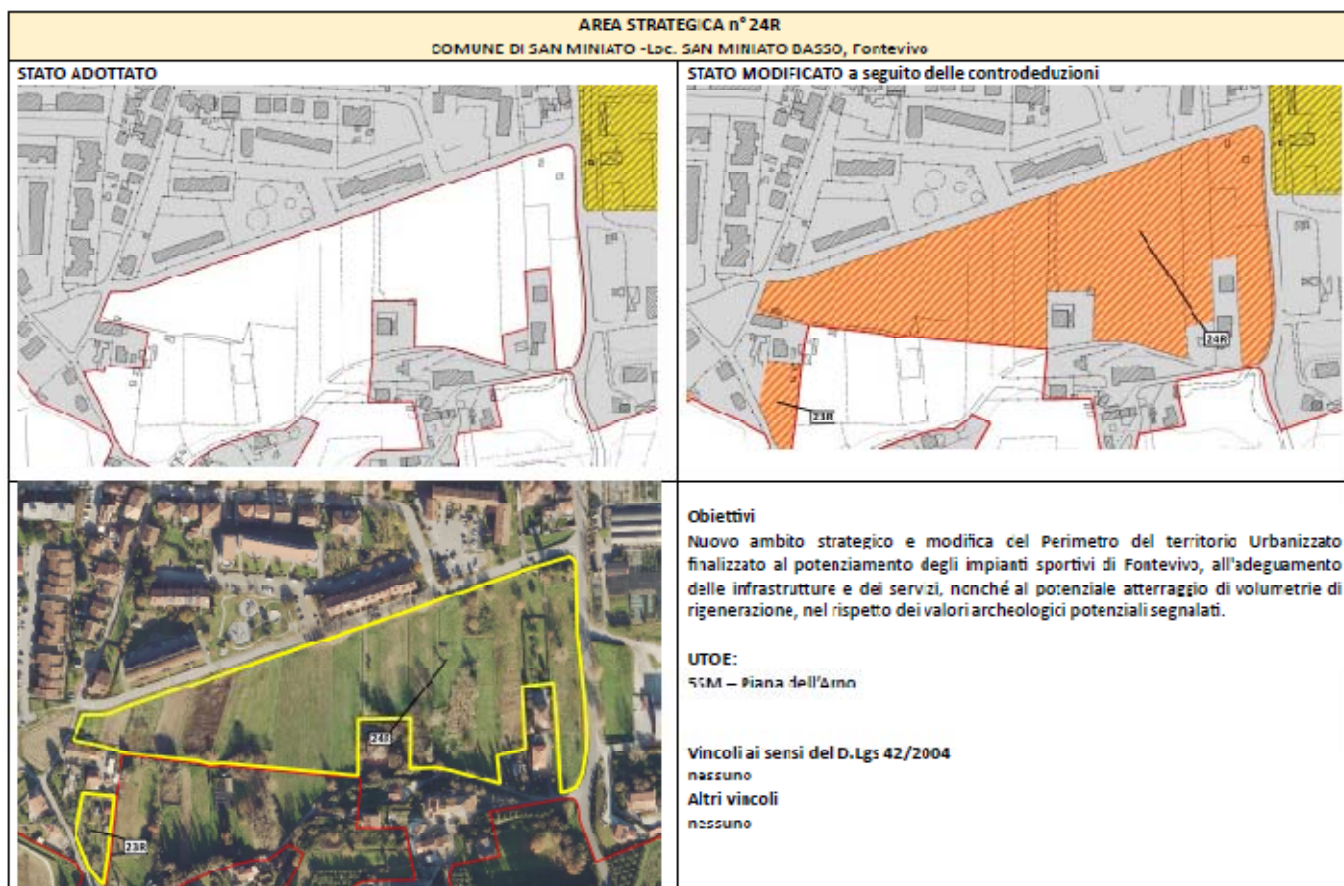 AREA STRATEGICA n° 24R
COMUNE DI SAN MINIATO -Loc. SAN MINIATO BASSO, Fontevivo
STATO ADOTTATO
STATO MODIFICATO a seguito delle controdeduzioni
24R
23R
24R
23R
Obiettivi
Nuovo ambito strategico e modifica del Perimetro del territorio Urbanizzato
finalizzato al potenziamento degli impianti sportivi di Fontevivo, all'adeguamento
delle infrastrutture e dei servizi, nonché al potenziale atterraggio di volumetrie di
rigenerazione, nel rispetto dei valori archeologici potenziali segnalati.
UTOE:
5SM – Piana dell'Arno
Vincoli ai sensi del D.Lgs 42/2004
nessuno
Altri vincoli
nessuno